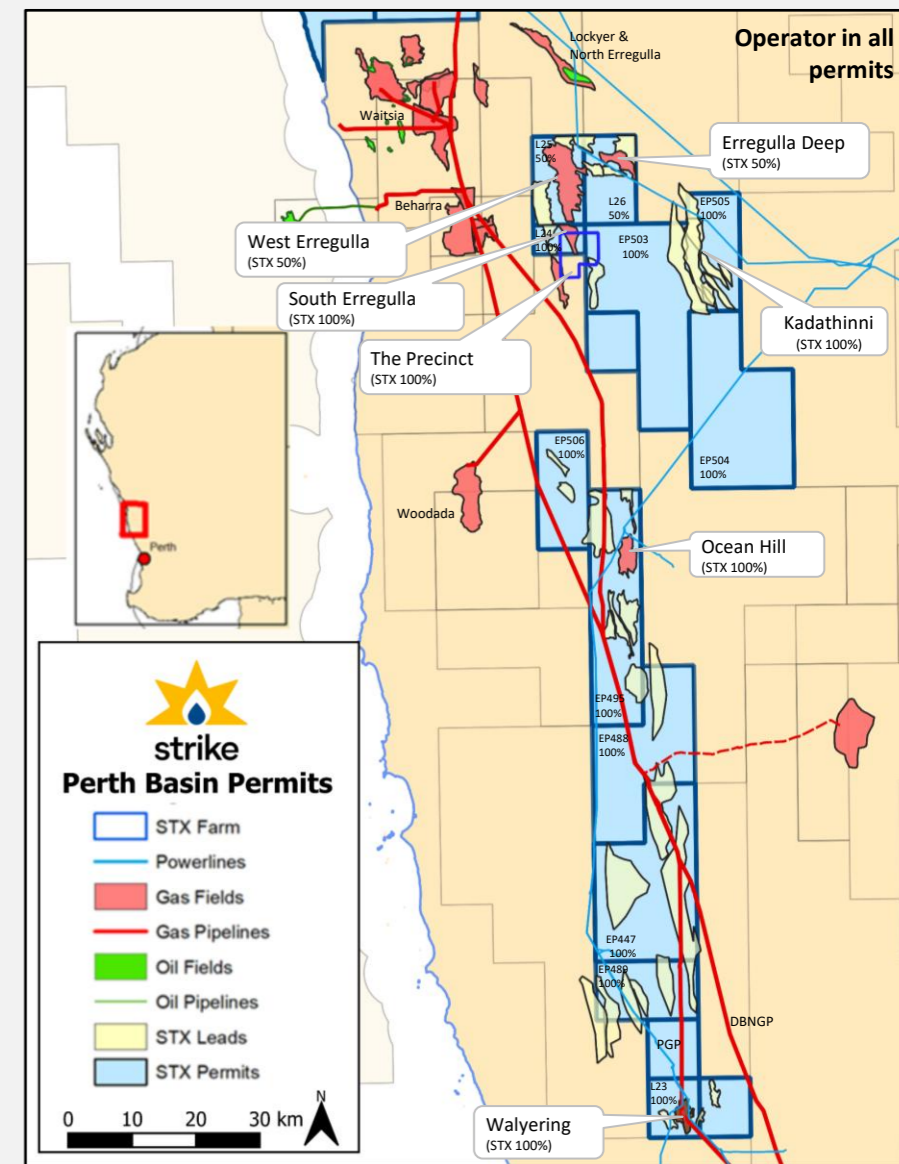 Operator in all
permits
Lockyer &
North Erregulla
Waitsia
Erregulla Deep
(STX 50%)
L25
50%
L26
50%
EP505
100%
Beharra
West Erregulla
(STX 50%)
L24
100%
EP503
100%
South Erregulla
(STX 100%)
Kadathinni
(STX 100%)
The Precinct
(STX 100%)
EP506
100%
EP504
100%
Woodada
Ocean Hill
(STX 100%)
Perth
EP495
100%
EP488
100%
strike
Perth Basin Permits
STX Farm
Powerlines
Gas Fields
Gas Pipelines
Oil Fields
Oil Pipelines
STX Leads
STX Permits
0 10 20 30 km
N
EP447
100%
EP489
100%
DBNGP
PGP
L23
100%
Walyering
(STX 100%)